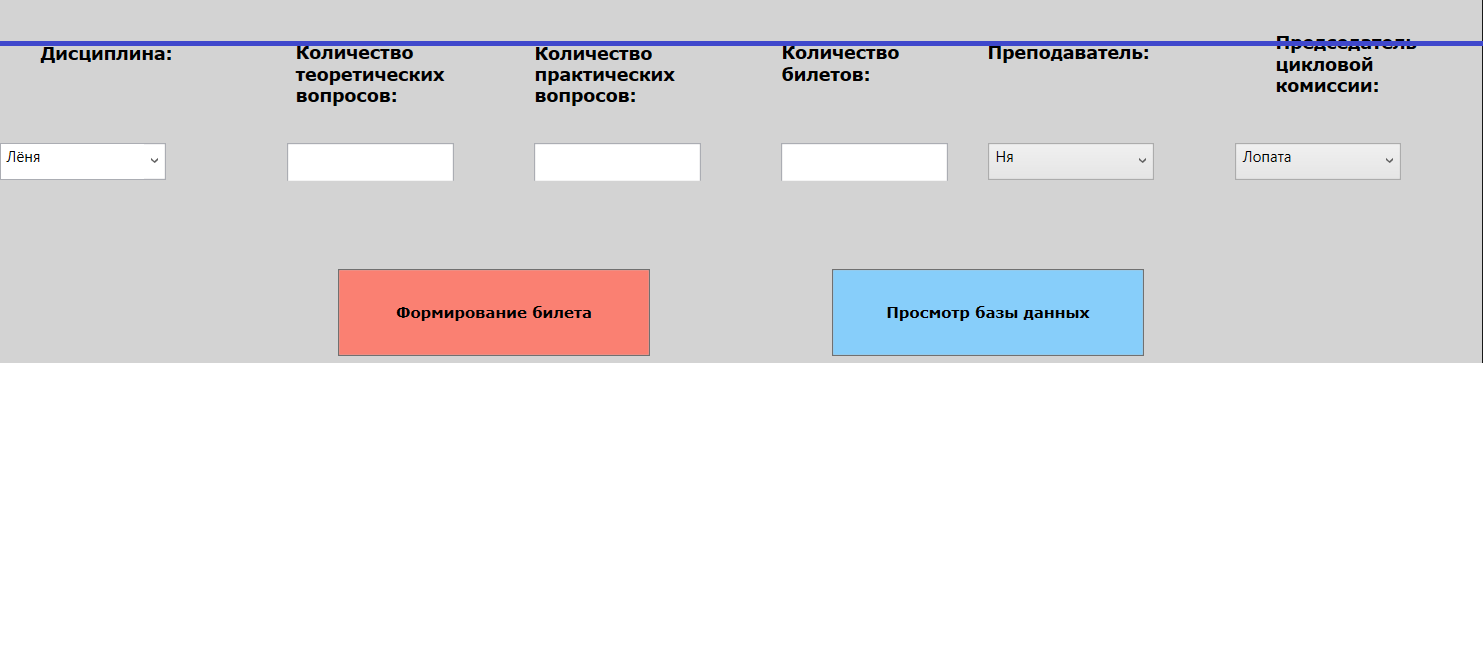 Дисциплина:
Количество
теоретических
вопросов:
Количество
практических
вопросов:
Количество
билетов:
Преподаватель:
Председатель
цикловой
комиссии:
Лёня
Ня
Лопата
Формирование билета
Просмотр базы данных